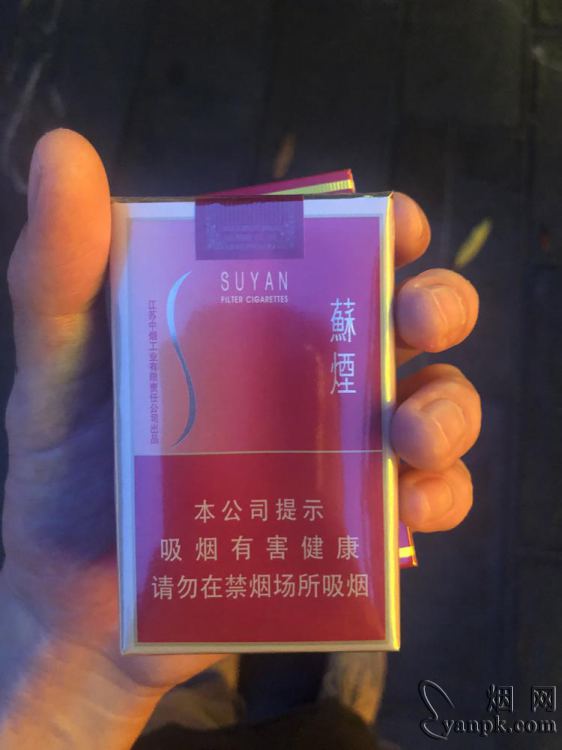 SUYAN
FILTER CIGARETTES
蘇煙
江苏中烟工业有限责任公司出品
本公司提示
吸烟有害健康
请勿在禁烟场所吸烟
烟网
yanpk.com